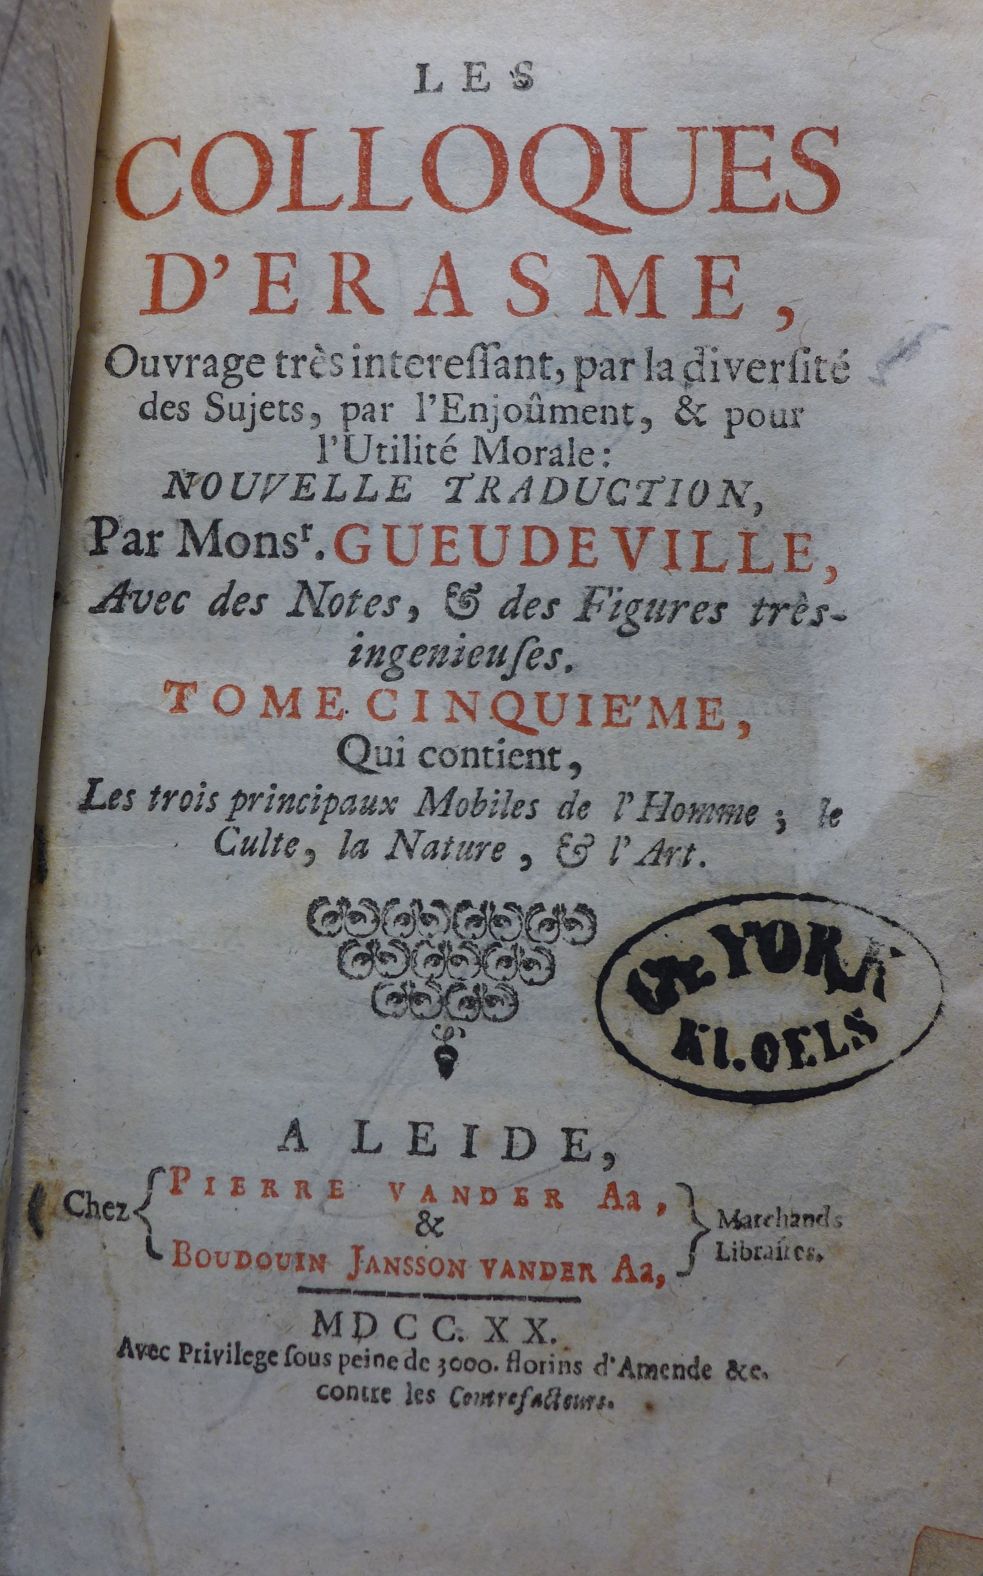 LES
COLLOQUES
D'ERASME,
Ouvrage très intereſſant, par la diverſité
des Sujets, par l'Enjoûment, & pour
l'Utilité Morale:
NOUVELLE TRADUCTION,
Par Monsʳ. GUEUDEVILLE,
Avec des Notes, & des Figures très-
ingenieuſes.
TOME CINQUIE'ME,
Qui contient,
Les trois principaux Mobiles de l'Homme; le
Culte, la Nature, & l'Art.
YORK
KL.OELS
A LEIDE,
Chez { PIERRE VANDER Aa,
&
BOUDOUIN JANSSON VANDER Aa, } Marchands
Libraires.
MDCC. XX.
Avec Privilege ſous peine de 3000. florins d'Amende &c.
contre les Contrefacteurs.